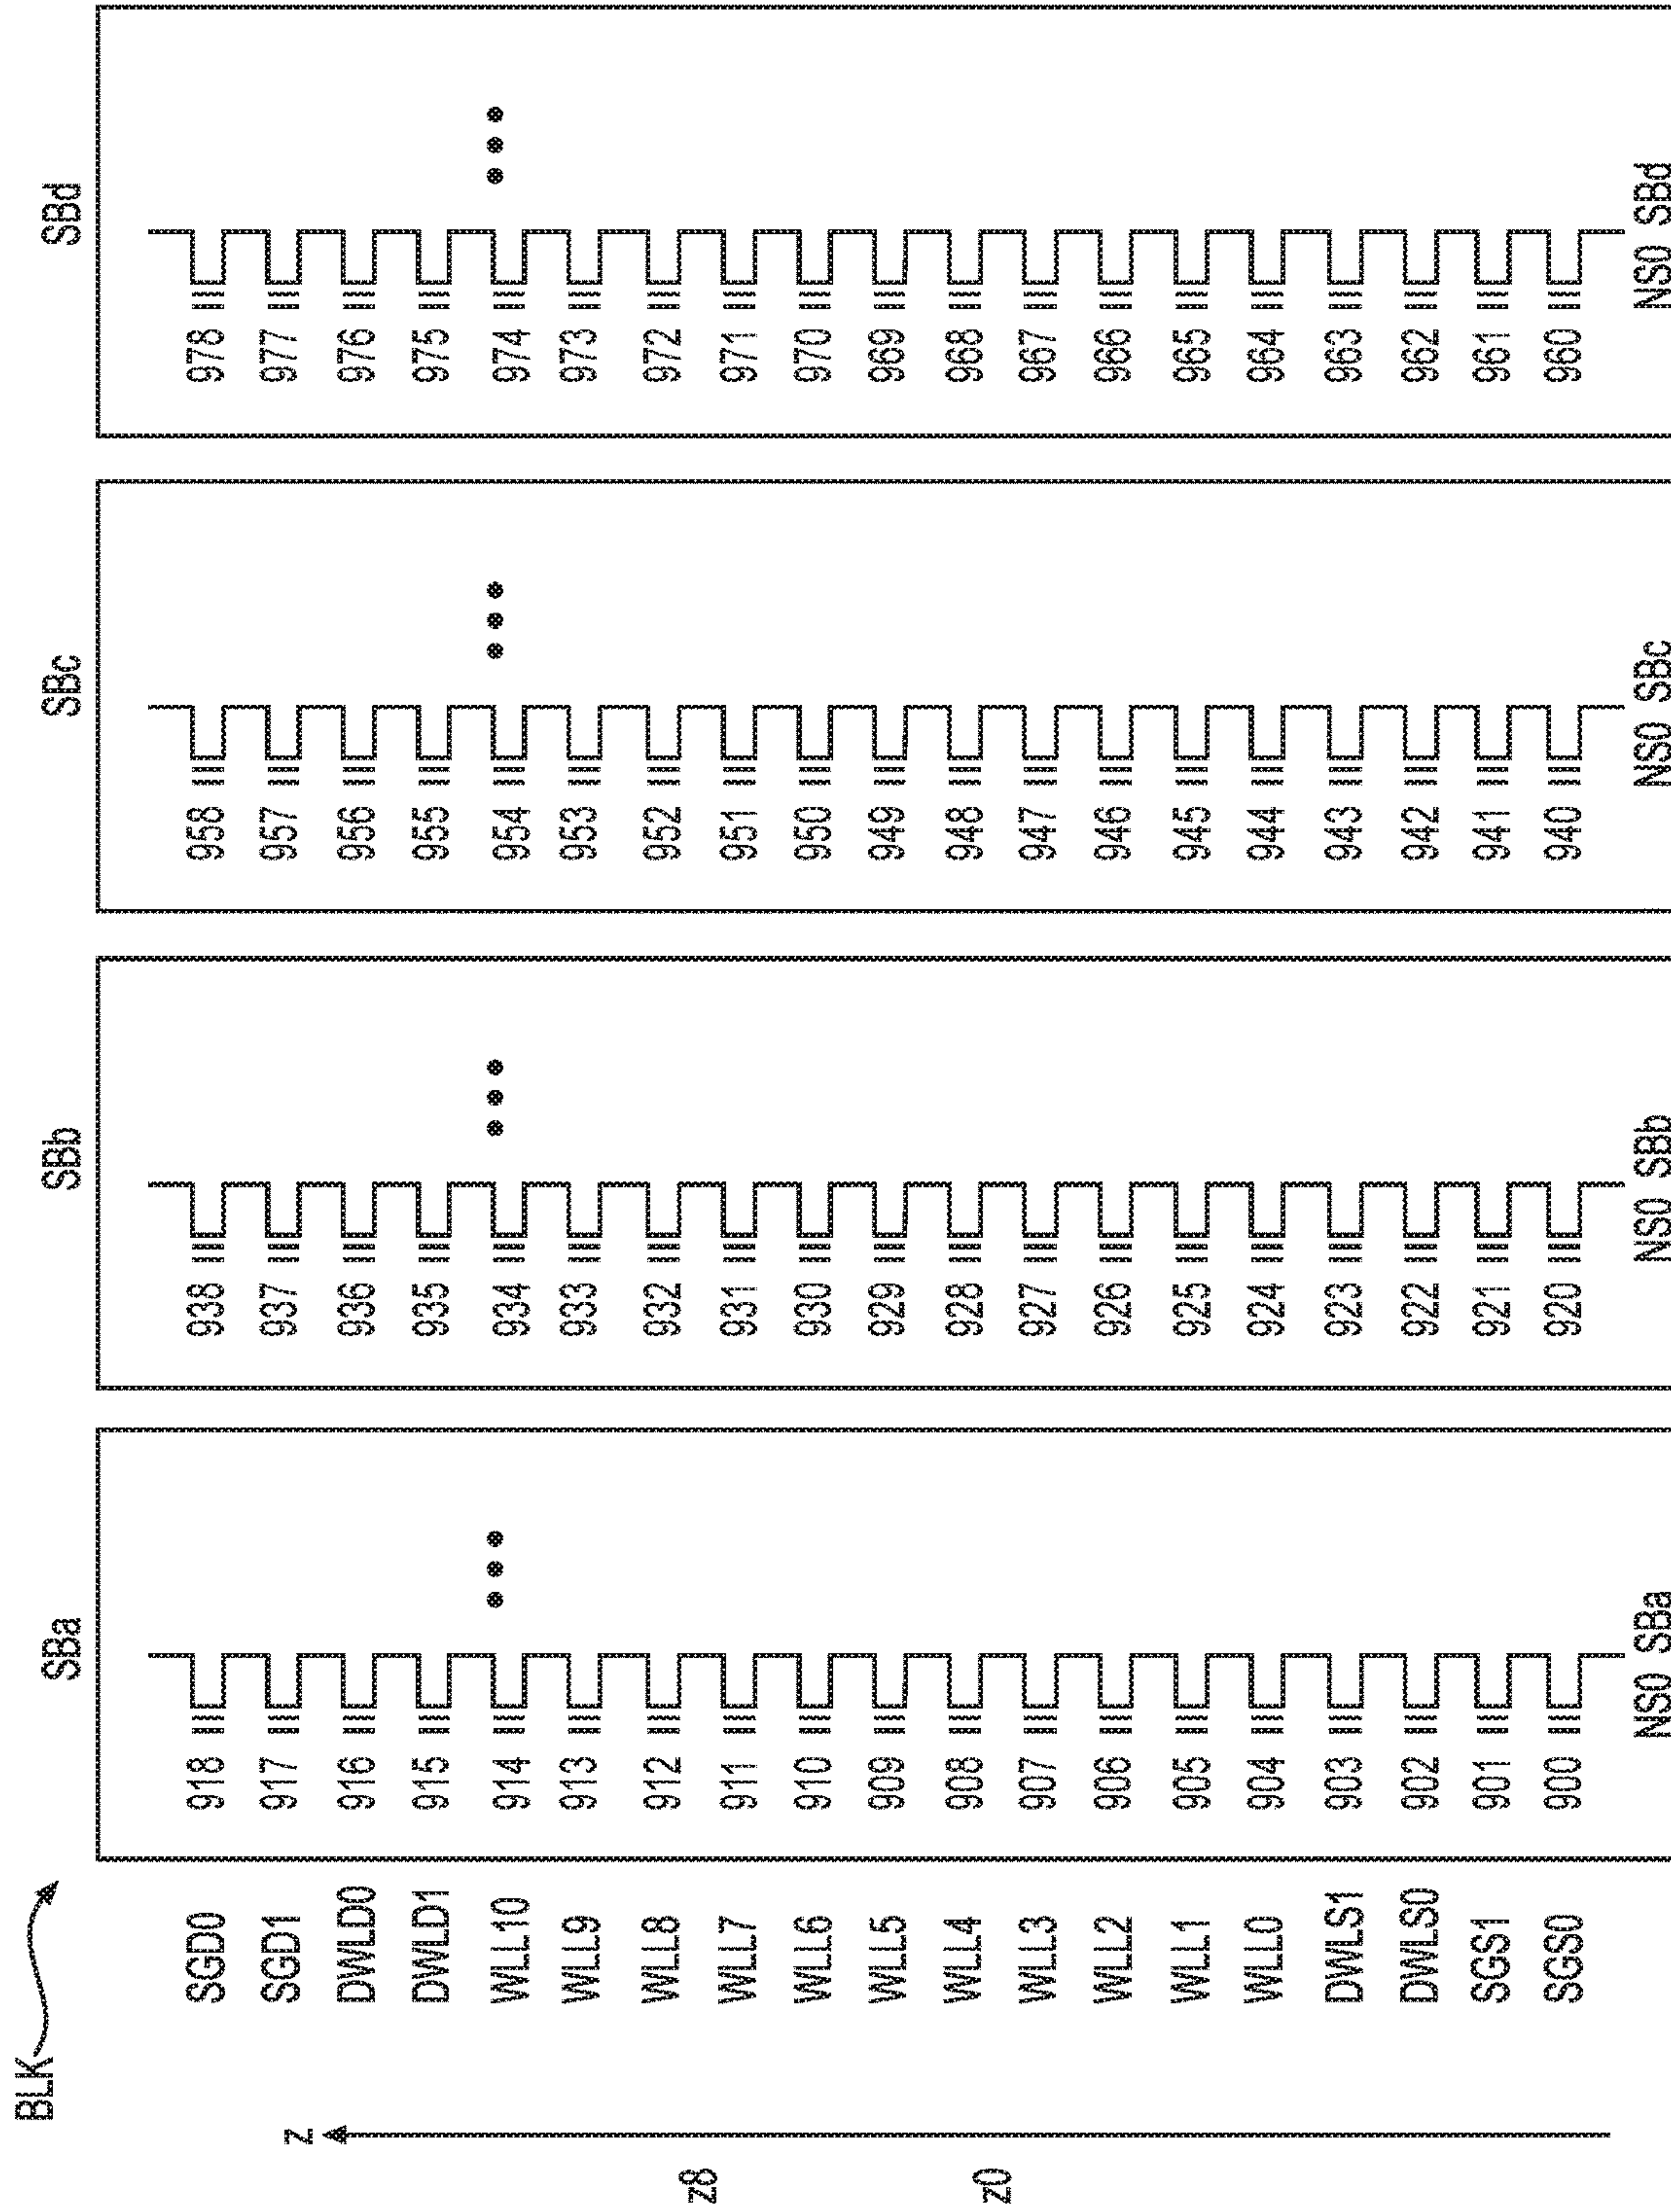 BLK
SBa SBb SBc SBd
z
SGD0 918 938 958 978
SGD1 917 937 957 977
DWLD0 916 936 956 976
DWLD1 915 935 955 975
WLL10 914 934 954 974
WLL9 913 933 953 973
WLL8 912 932 952 972
z8
WLL7 911 931 951 971
WLL6 910 930 950 970
WLL5 909 929 949 969
WLL4 908 928 948 968
z0
WLL3 907 927 947 967
WLL2 906 926 946 966
WLL1 905 925 945 965
WLL0 904 924 944 964
DWLS1 903 923 943 963
DWLS0 902 922 942 962
SGS1 901 921 941 961
SGS0 900 920 940 960
NS0 SBa NS0 SBb NS0 SBc NS0 SBd